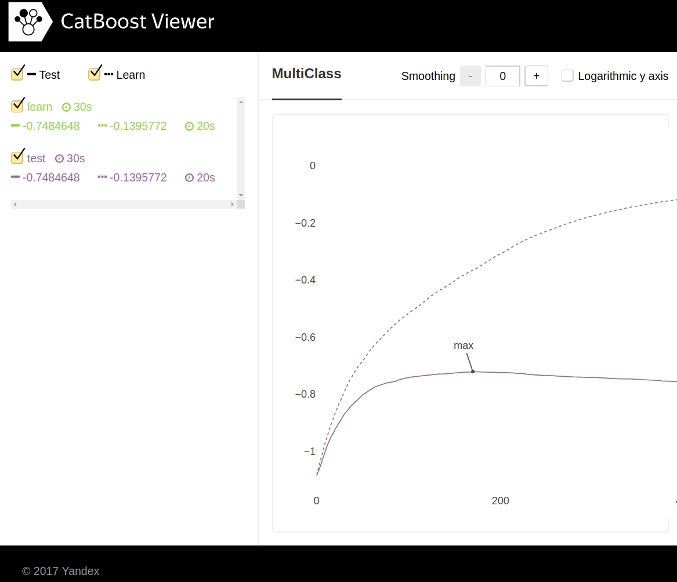 CatBoost Viewer
Test Learn
learn 30s
-0.7484648 -0.1395772 20s
test 30s
-0.7484648 -0.1395772 20s
MultiClass Smoothing - 0 + Logarithmic y axis
0
−0.2
−0.4
−0.6
max
−0.8
−1
0 200
© 2017 Yandex